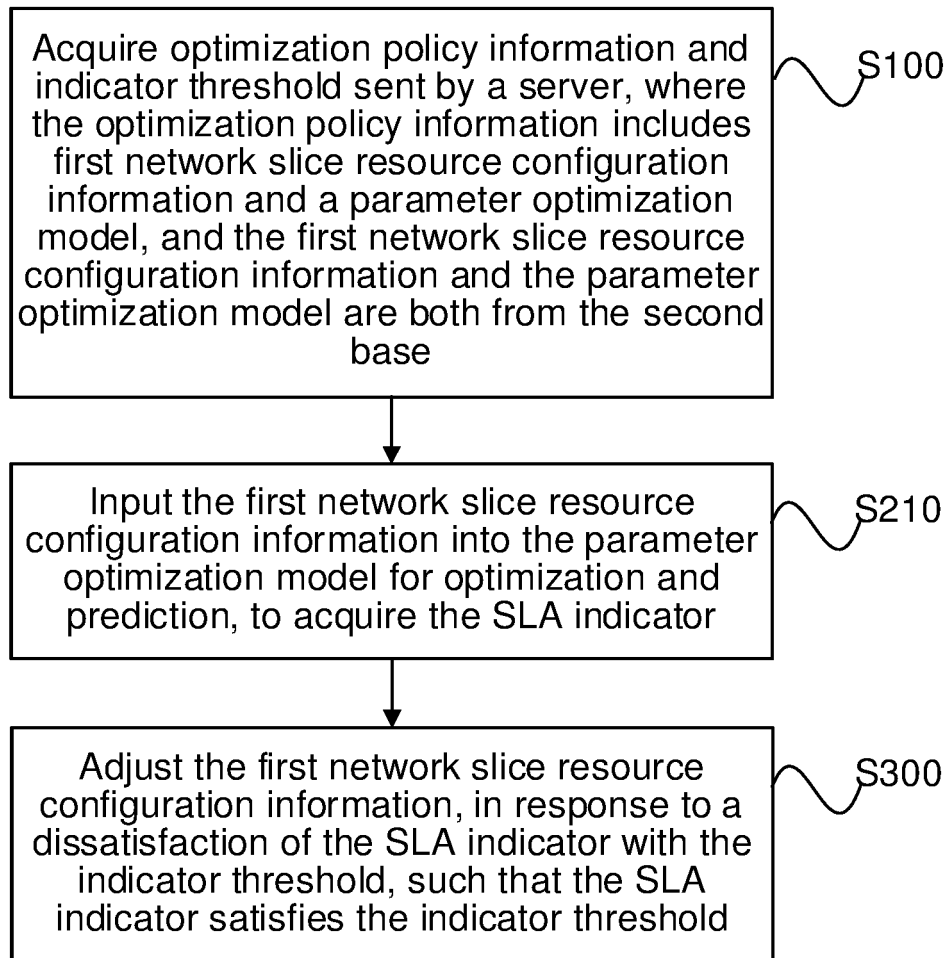 Acquire optimization policy information and
indicator threshold sent by a server, where
the optimization policy information includes
first network slice resource configuration
information and a parameter optimization
model, and the first network slice resource
configuration information and the parameter
optimization model are both from the second
base
S100
Input the first network slice resource
configuration information into the parameter
optimization model for optimization and
prediction, to acquire the SLA indicator
S210
Adjust the first network slice resource
configuration information, in response to a
dissatisfaction of the SLA indicator with the
indicator threshold, such that the SLA
indicator satisfies the indicator threshold
S300